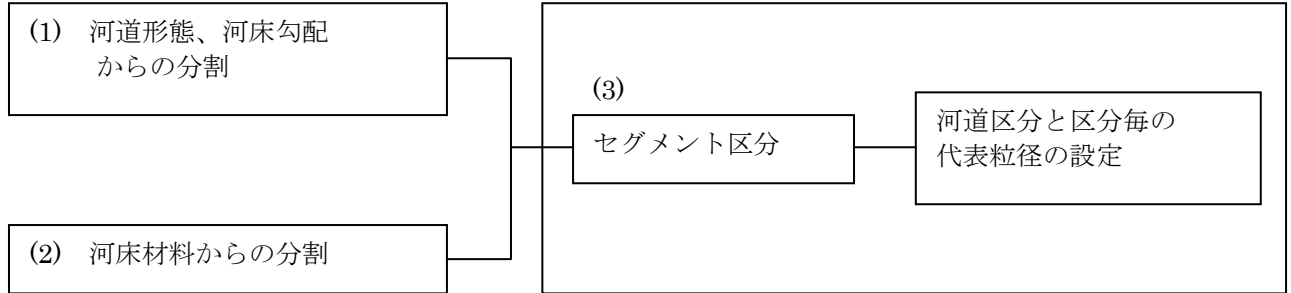 (1) 河道形態、河床勾配
からの分割
(2) 河床材料からの分割
(3)
セグメント区分
河道区分と区分毎の
代表粒径の設定